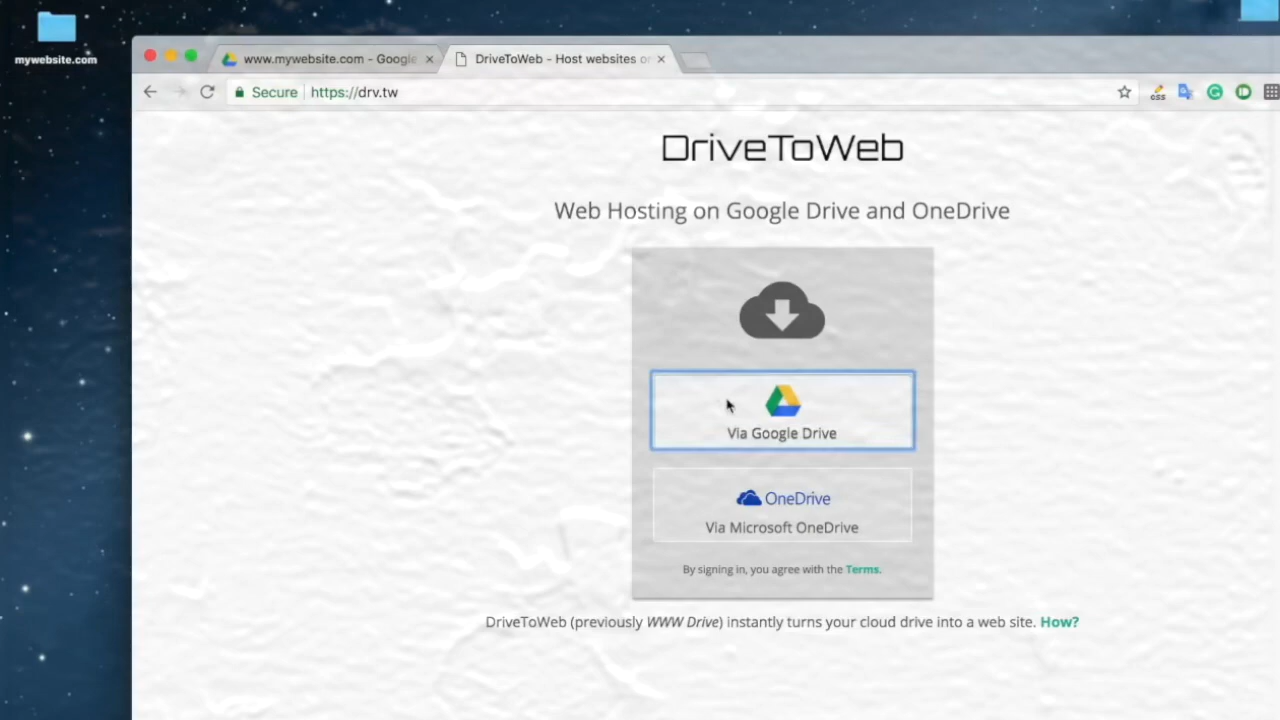 mywebsite.com
www.mywebsite.com - Google
DriveToWeb - Host websites or
Secure https://drv.tw
css
DriveToWeb
Web Hosting on Google Drive and OneDrive
Via Google Drive
OneDrive
Via Microsoft OneDrive
By signing in, you agree with the Terms.
DriveToWeb (previously WWW Drive) instantly turns your cloud drive into a web site. How?